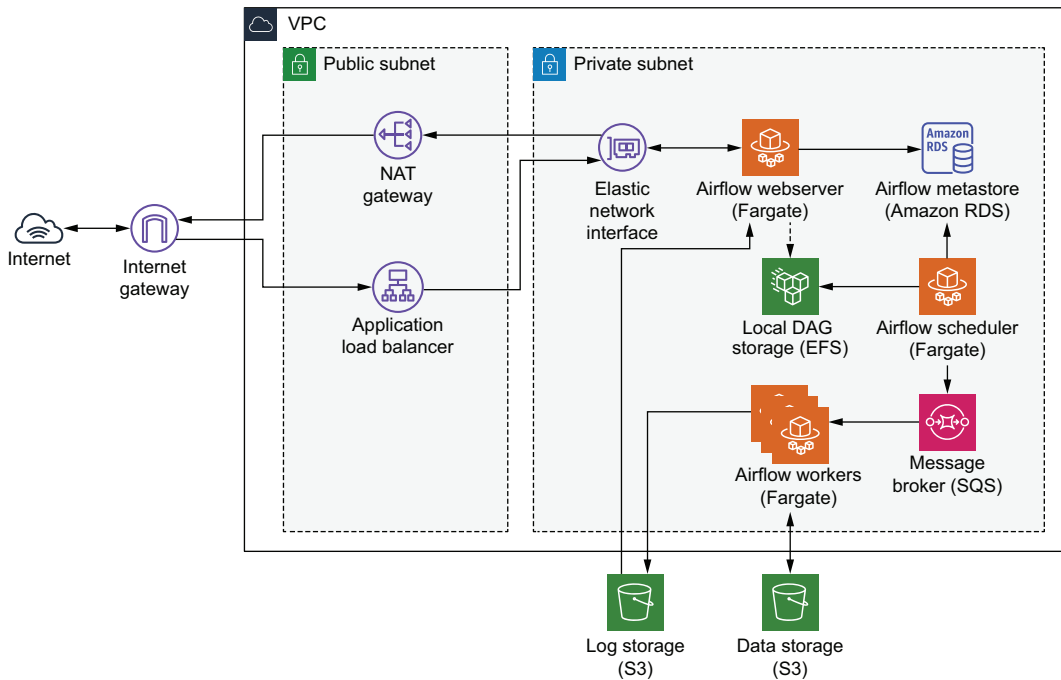 VPC
Public subnet
Private subnet
NAT
gateway
Elastic
network
interface
Airflow webserver
(Fargate)
Amazon
RDS
Airflow metastore
(Amazon RDS)
Internet
Internet
gateway
Application
load balancer
Local DAG
storage (EFS)
Airflow scheduler
(Fargate)
Airflow workers
(Fargate)
Message
broker (SQS)
Log storage
(S3)
Data storage
(S3)